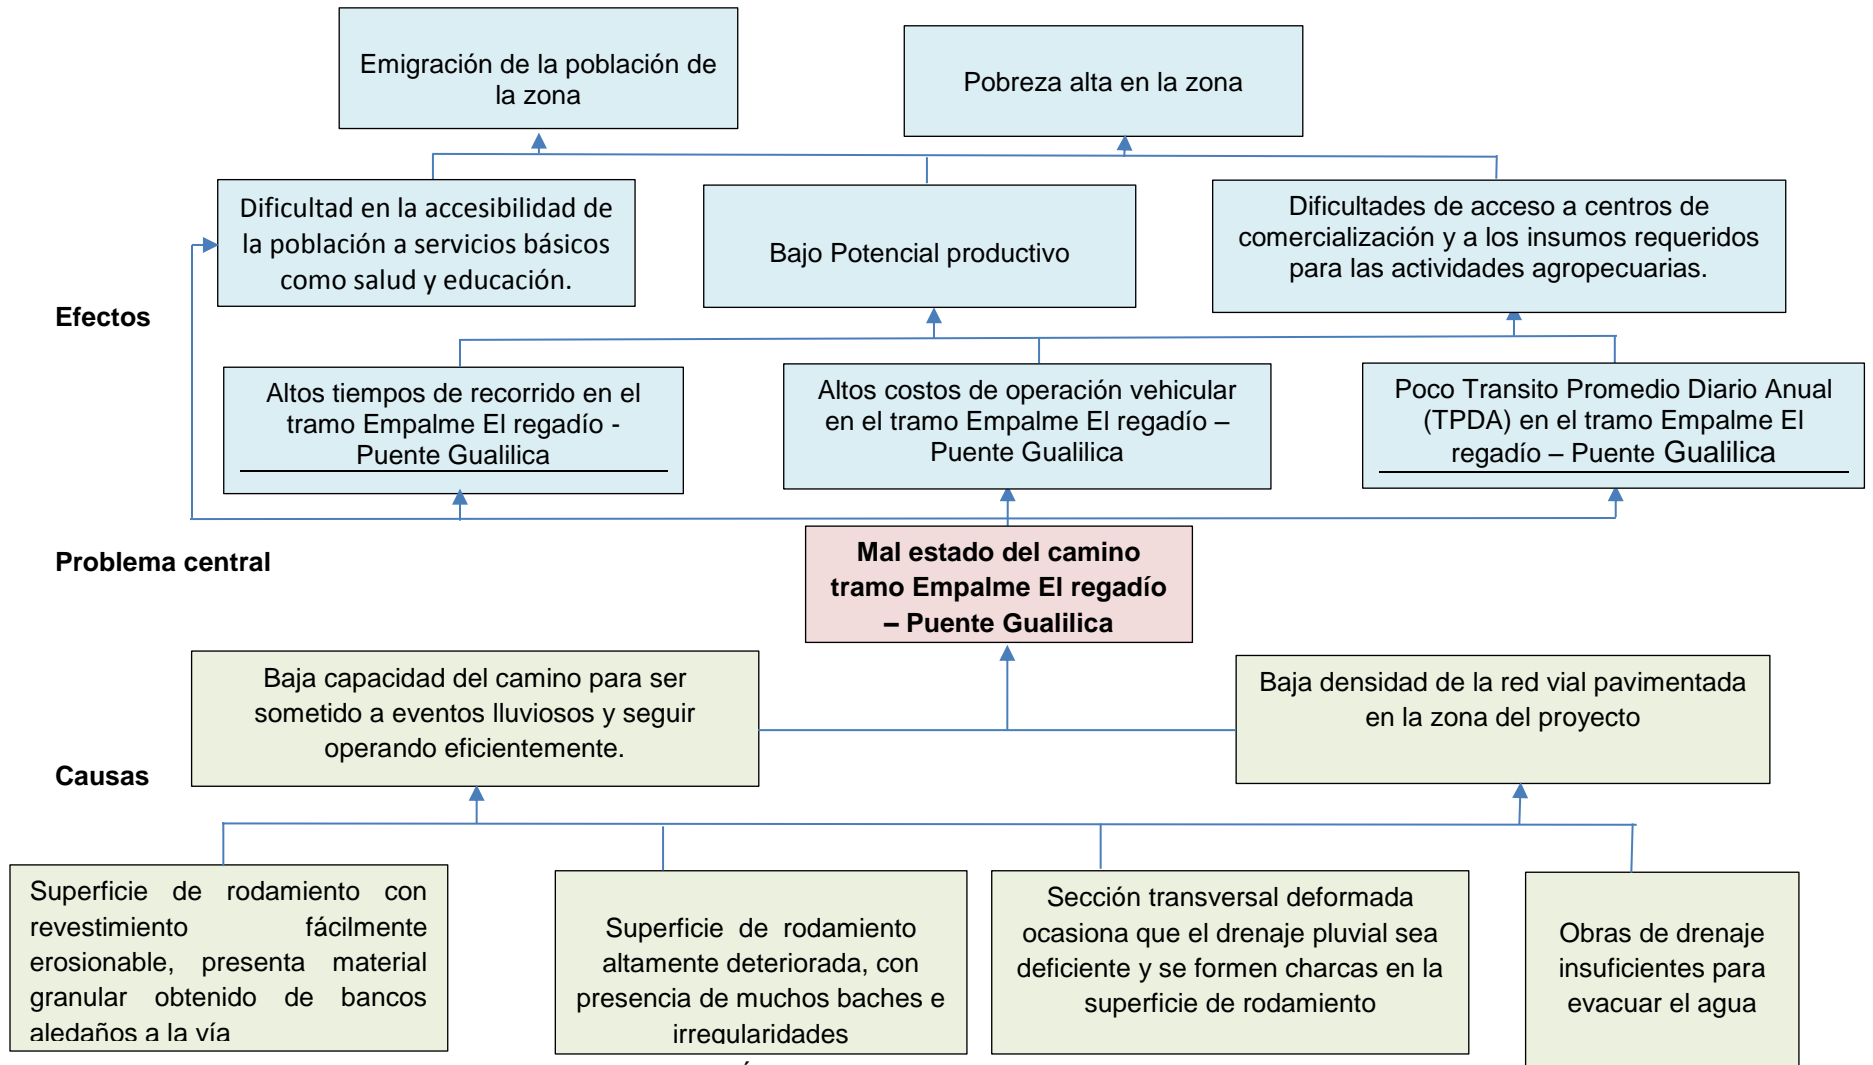 Emigración de la población de
la zona
Pobreza alta en la zona
Dificultad en la accesibilidad de
la población a servicios básicos
como salud y educación.
Bajo Potencial productivo
Dificultades de acceso a centros de
comercialización y a los insumos requeridos
para las actividades agropecuarias.
Efectos
Altos tiempos de recorrido en el
tramo Empalme El regadío -
Puente Gualilica
Altos costos de operación vehicular
en el tramo Empalme El regadío –
Puente Gualilica
Poco Transito Promedio Diario Anual
(TPDA) en el tramo Empalme El
regadío – Puente Gualilica
Problema central
Mal estado del camino
tramo Empalme El regadío
– Puente Gualilica
Baja capacidad del camino para ser
sometido a eventos lluviosos y seguir
operando eficientemente.
Baja densidad de la red vial pavimentada
en la zona del proyecto
Causas
Superficie de rodamiento con
revestimiento fácilmente
erosionable, presenta material
granular obtenido de bancos
aledaños a la vía
Superficie de rodamiento
altamente deteriorada, con
presencia de muchos baches e
irregularidades
Sección transversal deformada
ocasiona que el drenaje pluvial sea
deficiente y se formen charcas en la
superficie de rodamiento
Obras de drenaje
insuficientes para
evacuar el agua